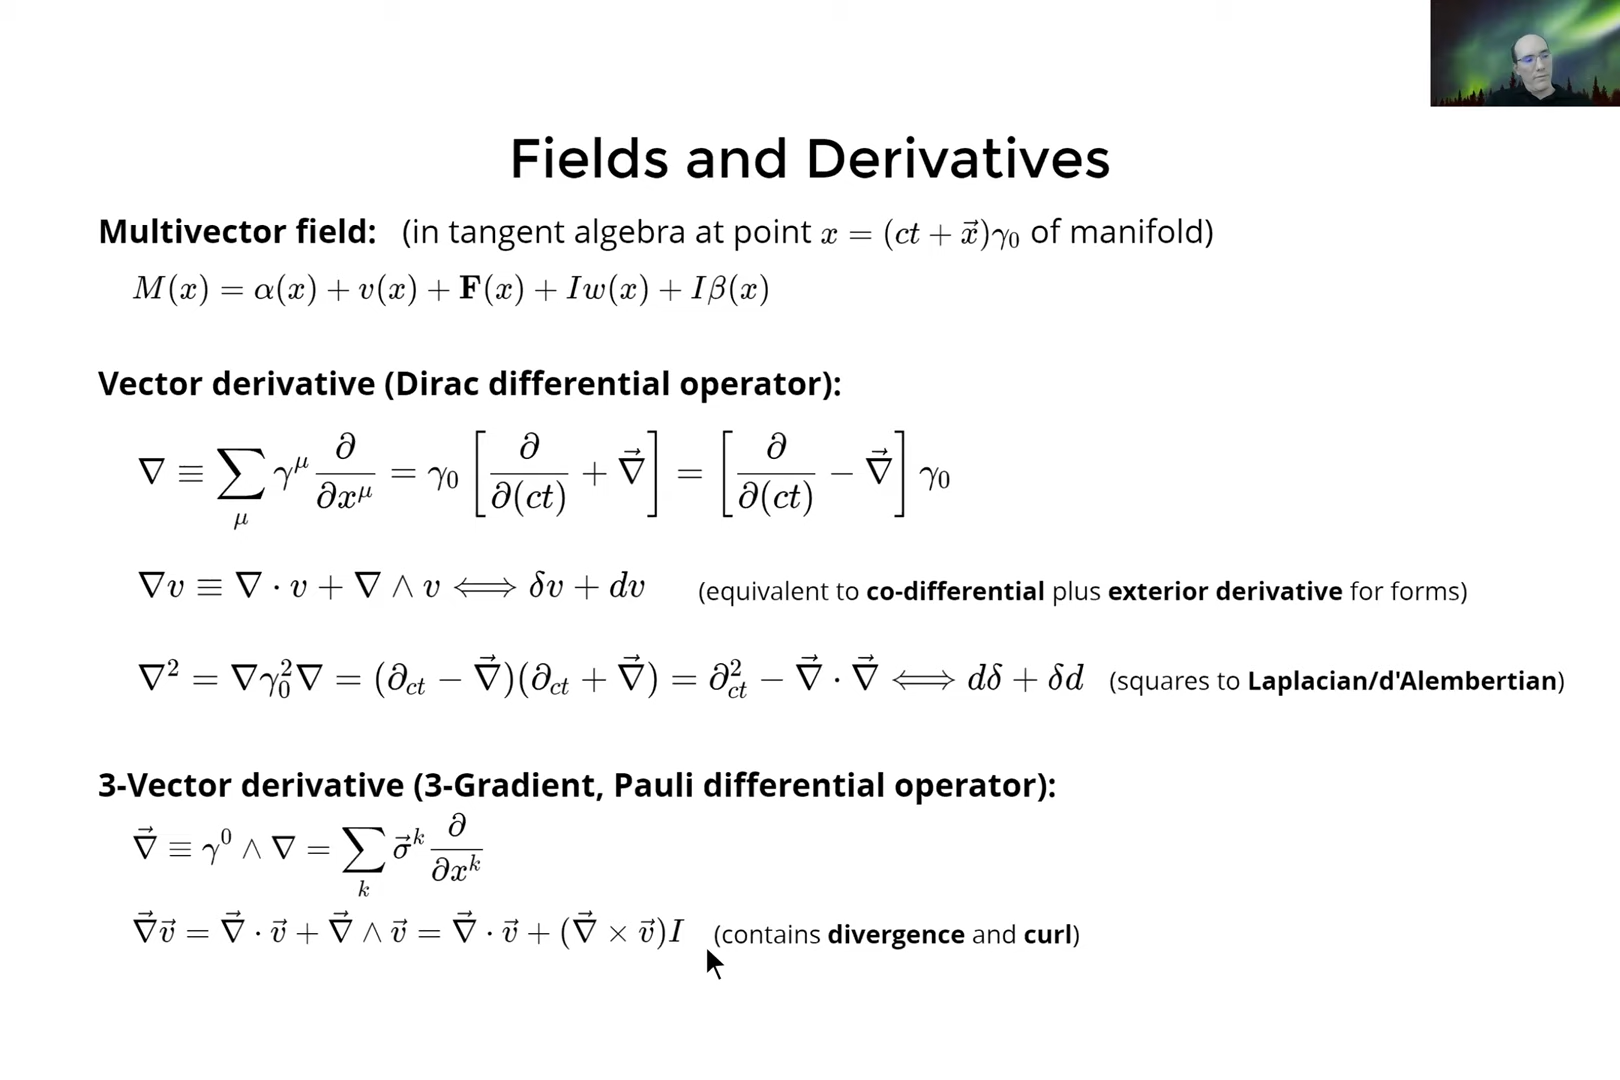 Fields and Derivatives
Multivector field: (in tangent algebra at point x = (ct + x⃗)γ₀ of manifold)
M(x) = α(x) + v(x) + F(x) + Iw(x) + Iβ(x)
Vector derivative (Dirac differential operator):
∇ ≡ ∑_μ γ^μ ∂/∂x^μ = γ₀ [∂/∂(ct) + ∇⃗] = [∂/∂(ct) − ∇⃗] γ₀
∇v ≡ ∇ · v + ∇ ∧ v ⟺ δv + dv (equivalent to co-differential plus exterior derivative for forms)
∇² = ∇γ₀²∇ = (∂_ct − ∇⃗)(∂_ct + ∇⃗) = ∂²_ct − ∇⃗ · ∇⃗ ⟺ dδ + δd (squares to Laplacian/d'Alembertian)
3-Vector derivative (3-Gradient, Pauli differential operator):
∇⃗ ≡ γ⁰ ∧ ∇ = ∑_k σ⃗^k ∂/∂x^k
∇⃗v⃗ = ∇⃗ · v⃗ + ∇⃗ ∧ v⃗ = ∇⃗ · v⃗ + (∇⃗ × v⃗)I (contains divergence and curl)